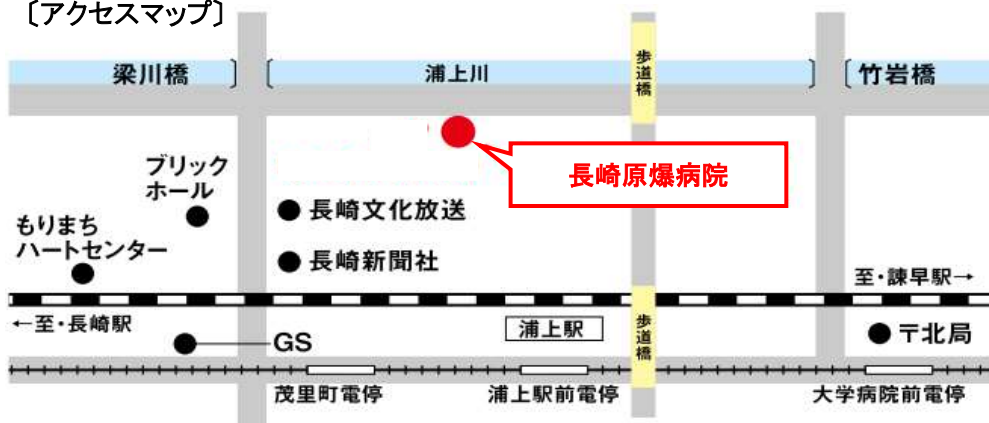 〔アクセスマップ〕
梁川橋
浦上川
歩道橋
竹岩橋
長崎原爆病院
ブリック
ホール
もりまち
ハートセンター
長崎文化放送
長崎新聞社
至・諫早駅→
←至・長崎駅
GS
浦上駅
歩道橋
〒北局
茂里町電停
浦上駅前電停
大学病院前電停